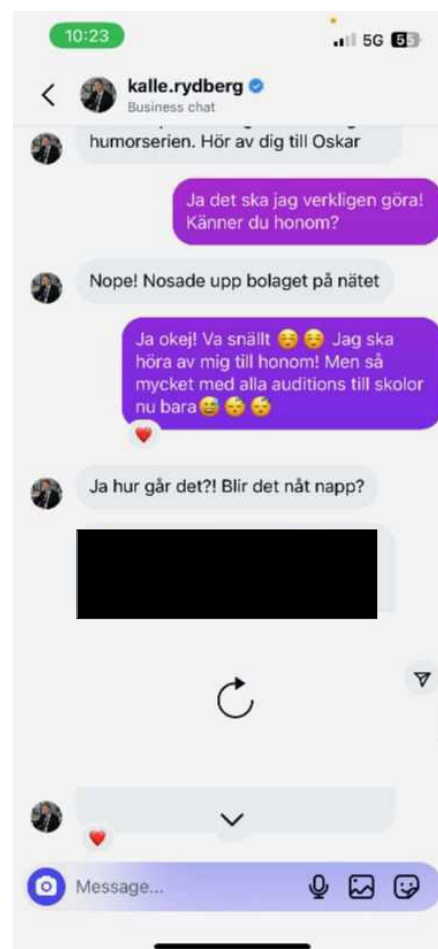 10:23
5G 55
kalle.rydberg
Business chat
humorserien. Hör av dig till Oskar
Ja det ska jag verkligen göra!
Känner du honom?
Nope! Nosade upp bolaget på nätet
Ja okej! Va snällt 😌😌 Jag ska
höra av mig till honom! Men så
mycket med alla auditions till skolor
nu bara😅😴😴
Ja hur går det?! Blir det nåt napp?
Message...